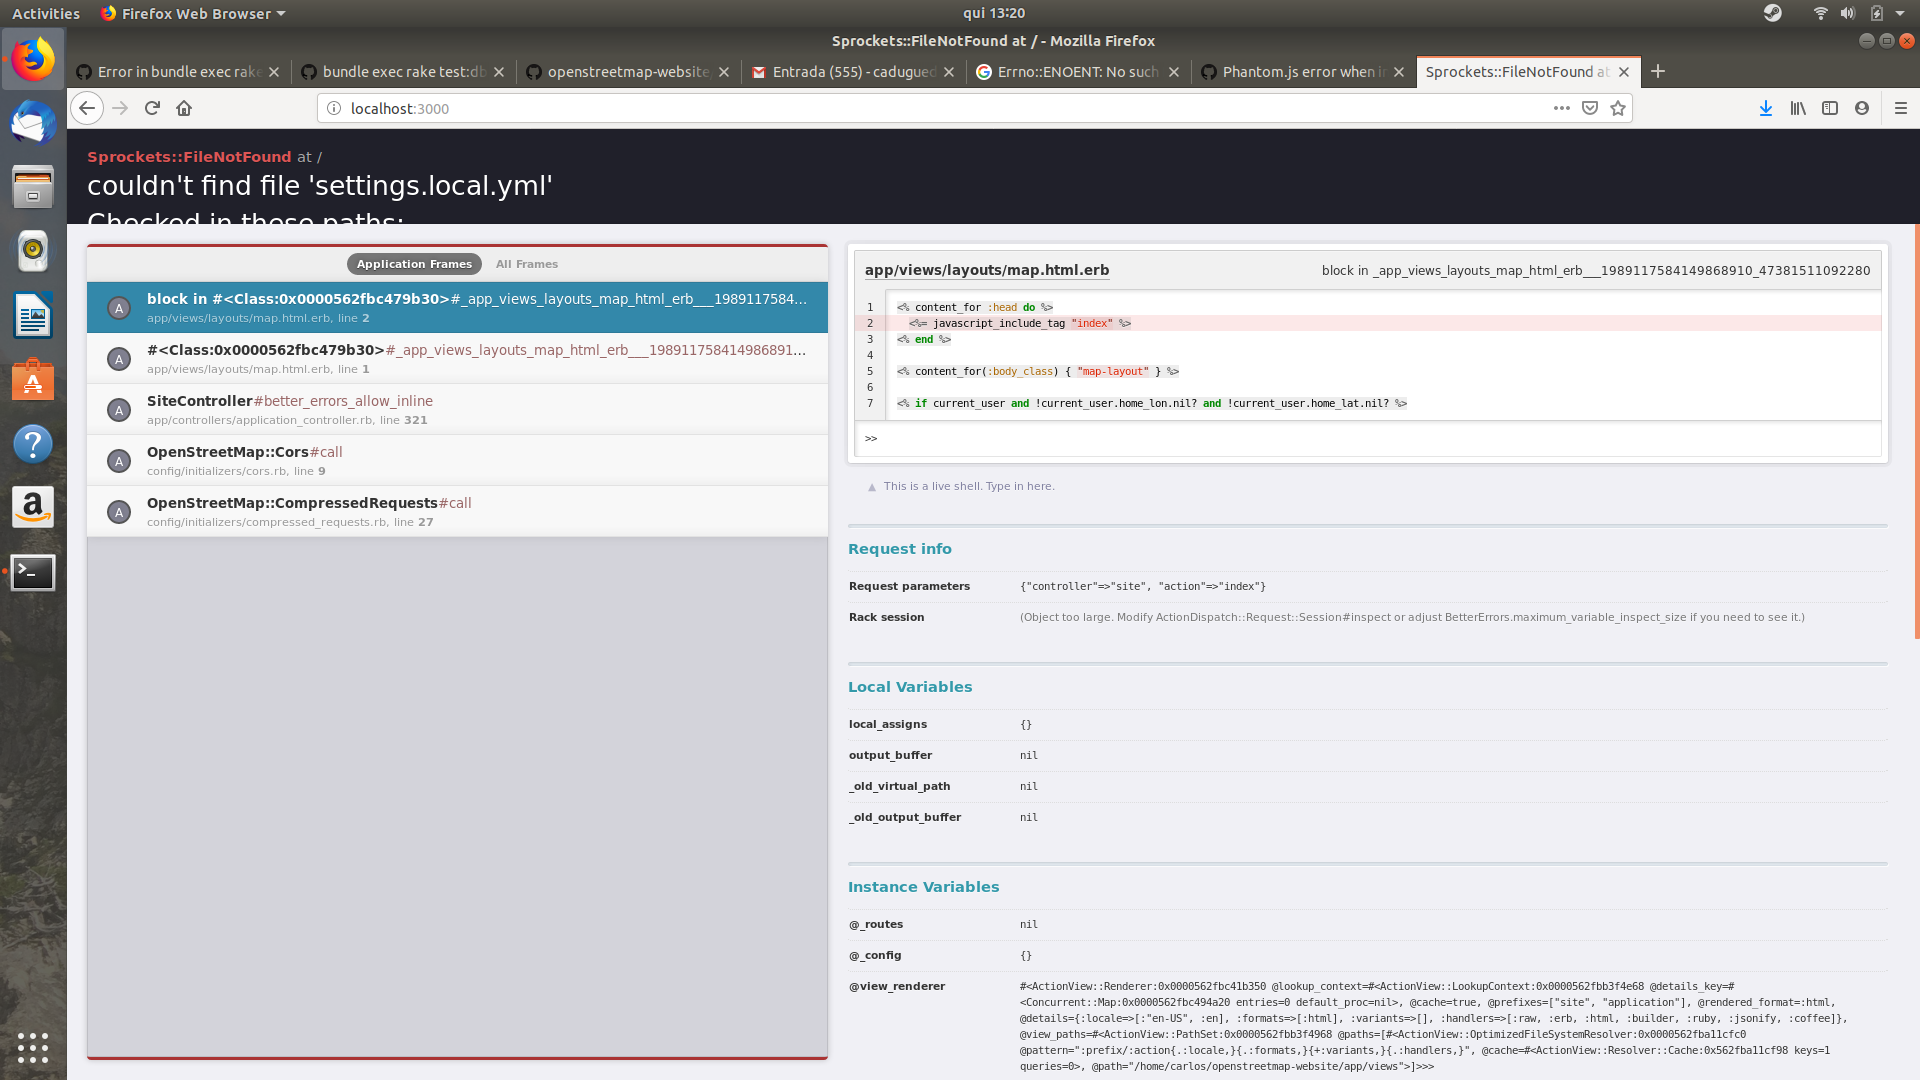 Activities
Firefox Web Browser
qui 13:20
Sprockets::FileNotFound at / - Mozilla Firefox
Error in bundle exec rake
bundle exec rake test:db
openstreetmap-website
Entrada (555) - cadugued
Errno::ENOENT: No such
Phantom.js error when i
Sprockets::FileNotFound at
localhost:3000
Sprockets::FileNotFound at /
couldn't find file 'settings.local.yml'
Checked in these paths:
Application Frames
All Frames
A
block in #<Class:0x0000562fbc479b30>#_app_views_layouts_map_html_erb___1989117584...
app/views/layouts/map.html.erb, line 2
A
#<Class:0x0000562fbc479b30>#_app_views_layouts_map_html_erb___198911758414986891...
app/views/layouts/map.html.erb, line 1
A
SiteController#better_errors_allow_inline
app/controllers/application_controller.rb, line 321
A
OpenStreetMap::Cors#call
config/initializers/cors.rb, line 9
A
OpenStreetMap::CompressedRequests#call
config/initializers/compressed_requests.rb, line 27
app/views/layouts/map.html.erb
block in _app_views_layouts_map_html_erb___1989117584149868910_47381511092280
1 <% content_for :head do %>
2 <%= javascript_include_tag "index" %>
3 <% end %>
4
5 <% content_for(:body_class) { "map-layout" } %>
6
7 <% if current_user and !current_user.home_lon.nil? and !current_user.home_lat.nil? %>
>>
This is a live shell. Type in here.
Request info
Request parameters {"controller"=>"site", "action"=>"index"}
Rack session (Object too large. Modify ActionDispatch::Request::Session#inspect or adjust BetterErrors.maximum_variable_inspect_size if you need to see it.)
Local Variables
local_assigns {}
output_buffer nil
_old_virtual_path nil
_old_output_buffer nil
Instance Variables
@_routes nil
@_config {}
@view_renderer #<ActionView::Renderer:0x0000562fbc41b350 @lookup_context=#<ActionView::LookupContext:0x0000562fbb3f4e68 @details_key=#
<Concurrent::Map:0x0000562fbc494a20 entries=0 default_proc=nil>, @cache=true, @prefixes=["site", "application"], @rendered_format=:html,
@details={:locale=>[:"en-US", :en], :formats=>[:html], :variants=>[], :handlers=>[:raw, :erb, :html, :builder, :ruby, :jsonify, :coffee]},
@view_paths=#<ActionView::PathSet:0x0000562fbb3f4968 @paths=[#<ActionView::OptimizedFileSystemResolver:0x0000562fba11cfc0
@pattern=":prefix/:action{.:locale,}{.:formats,}{+:variants,}{.:handlers,}", @cache=#<ActionView::Resolver::Cache:0x562fba11cf98 keys=1
queries=0>, @path="/home/carlos/openstreetmap-website/app/views">]>>>